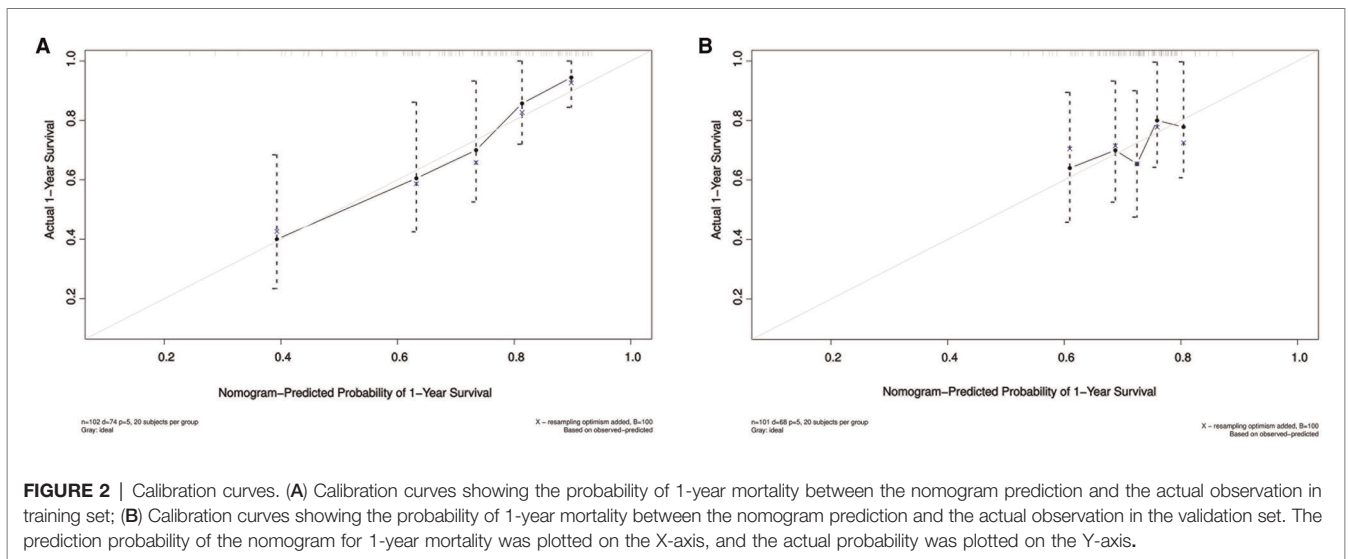 A
1.0
0.8
0.6
0.4
0.2
Actual 1−Year Survival
0.2 0.4 0.6 0.8 1.0
Nomogram−Predicted Probability of 1−Year Survival
n=102 d=74 p=5, 20 subjects per group
Gray: ideal
X − resampling optimism added, B=100
Based on observed−predicted
B
1.0
0.8
0.6
0.4
0.2
Actual 1−Year Survival
0.2 0.4 0.6 0.8 1.0
Nomogram−Predicted Probability of 1−Year Survival
n=101 d=68 p=5, 20 subjects per group
Gray: ideal
X − resampling optimism added, B=100
Based on observed−predicted
FIGURE 2 | Calibration curves. (A) Calibration curves showing the probability of 1-year mortality between the nomogram prediction and the actual observation in
training set; (B) Calibration curves showing the probability of 1-year mortality between the nomogram prediction and the actual observation in the validation set. The
prediction probability of the nomogram for 1-year mortality was plotted on the X-axis, and the actual probability was plotted on the Y-axis.